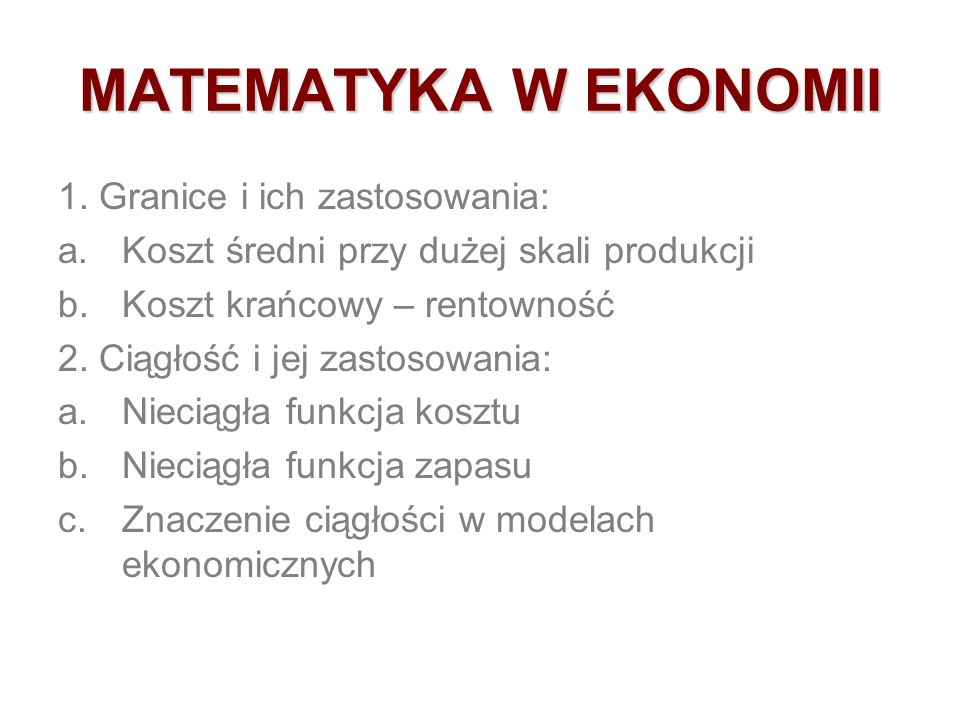 MATEMATYKA W EKONOMII
1. Granice i ich zastosowania:
a. Koszt średni przy dużej skali produkcji
b. Koszt krańcowy – rentowność
2. Ciągłość i jej zastosowania:
a. Nieciągła funkcja kosztu
b. Nieciągła funkcja zapasu
c. Znaczenie ciągłości w modelach
ekonomicznych